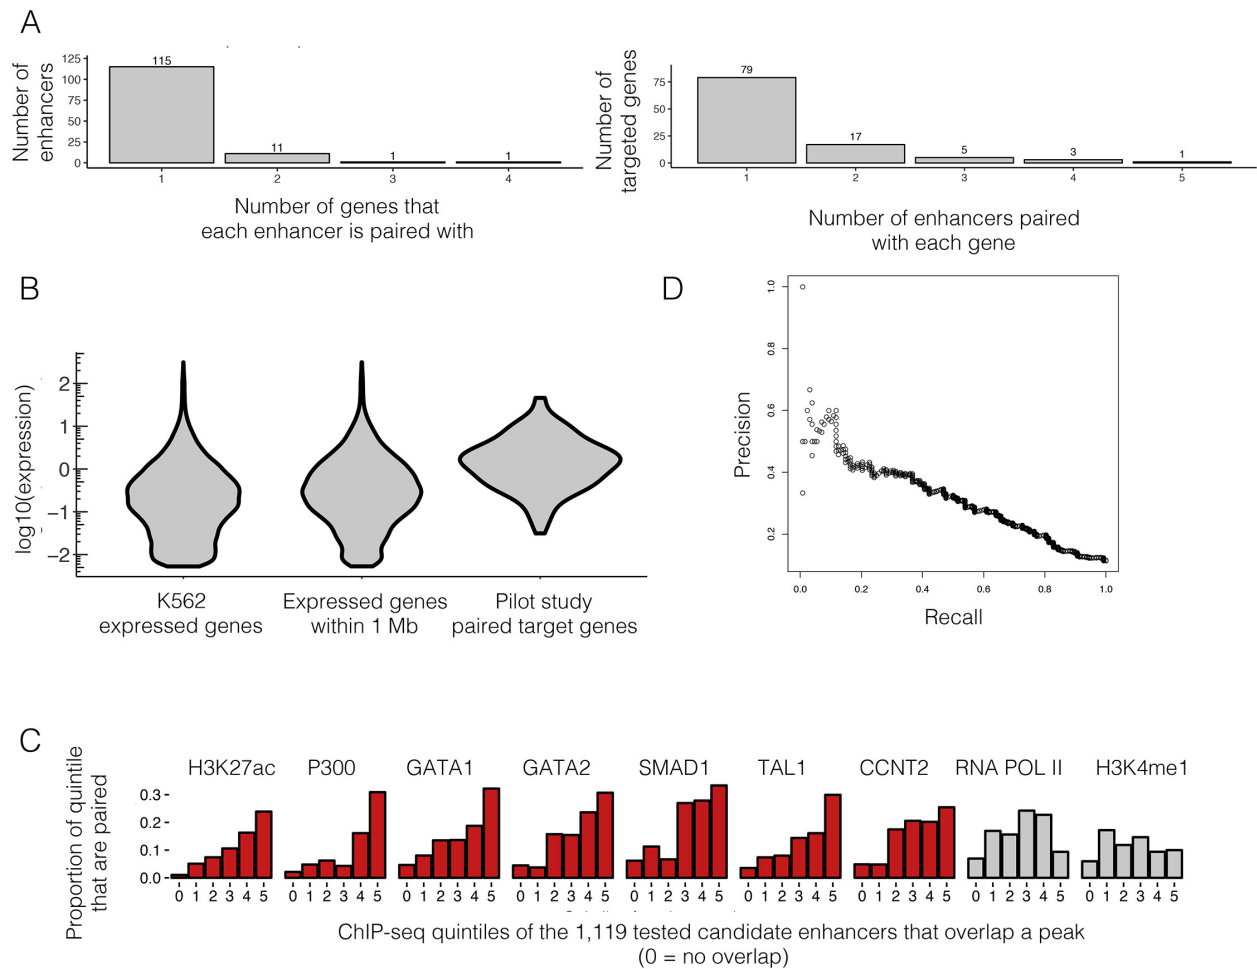 A
Number of
enhancers
125
100
75
50
25
0
115
11
1
1
1
2
3
4
Number of genes that
each enhancer is paired with
Number of
targeted genes
75
50
25
0
79
17
5
3
1
1
2
3
4
5
Number of enhancers paired
with each gene
B
log10(expression)
2
1
0
−1
−2
K562
expressed genes
Expressed genes
within 1 Mb
Pilot study
paired target genes
D
Precision
1.0
0.8
0.6
0.4
0.2
0.0
0.2
0.4
0.6
0.8
1.0
Recall
C
Proportion of quintile
that are paired
H3K27ac
P300
GATA1
GATA2
SMAD1
TAL1
CCNT2
RNA POL II
H3K4me1
0.3
0.2
0.1
0.0
0 1 2 3 4 5
0 1 2 3 4 5
0 1 2 3 4 5
0 1 2 3 4 5
0 1 2 3 4 5
0 1 2 3 4 5
0 1 2 3 4 5
0 1 2 3 4 5
0 1 2 3 4 5
ChIP-seq quintiles of the 1,119 tested candidate enhancers that overlap a peak
(0 = no overlap)